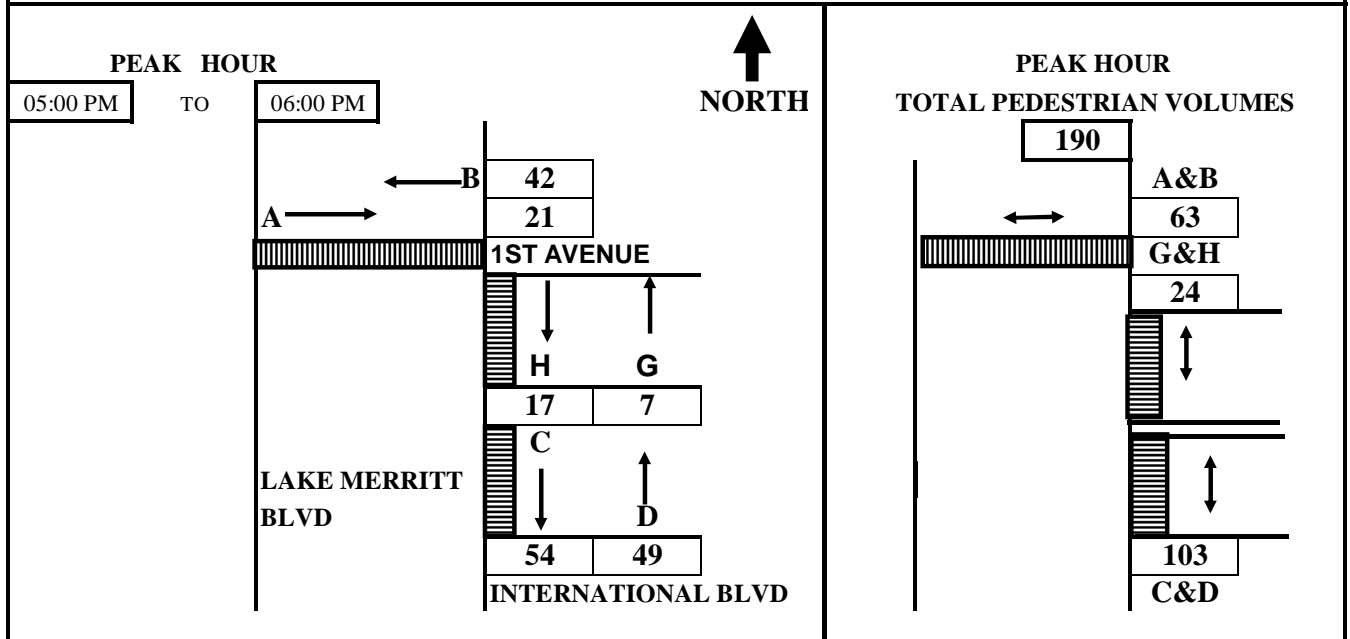 PEAK HOUR
05:00 PM TO 06:00 PM
NORTH
B 42
A 21
1ST AVENUE
H G
17 7
C
LAKE MERRITT
BLVD
D
54 49
INTERNATIONAL BLVD
PEAK HOUR
TOTAL PEDESTRIAN VOLUMES
190
A&B
63
G&H
24
103
C&D